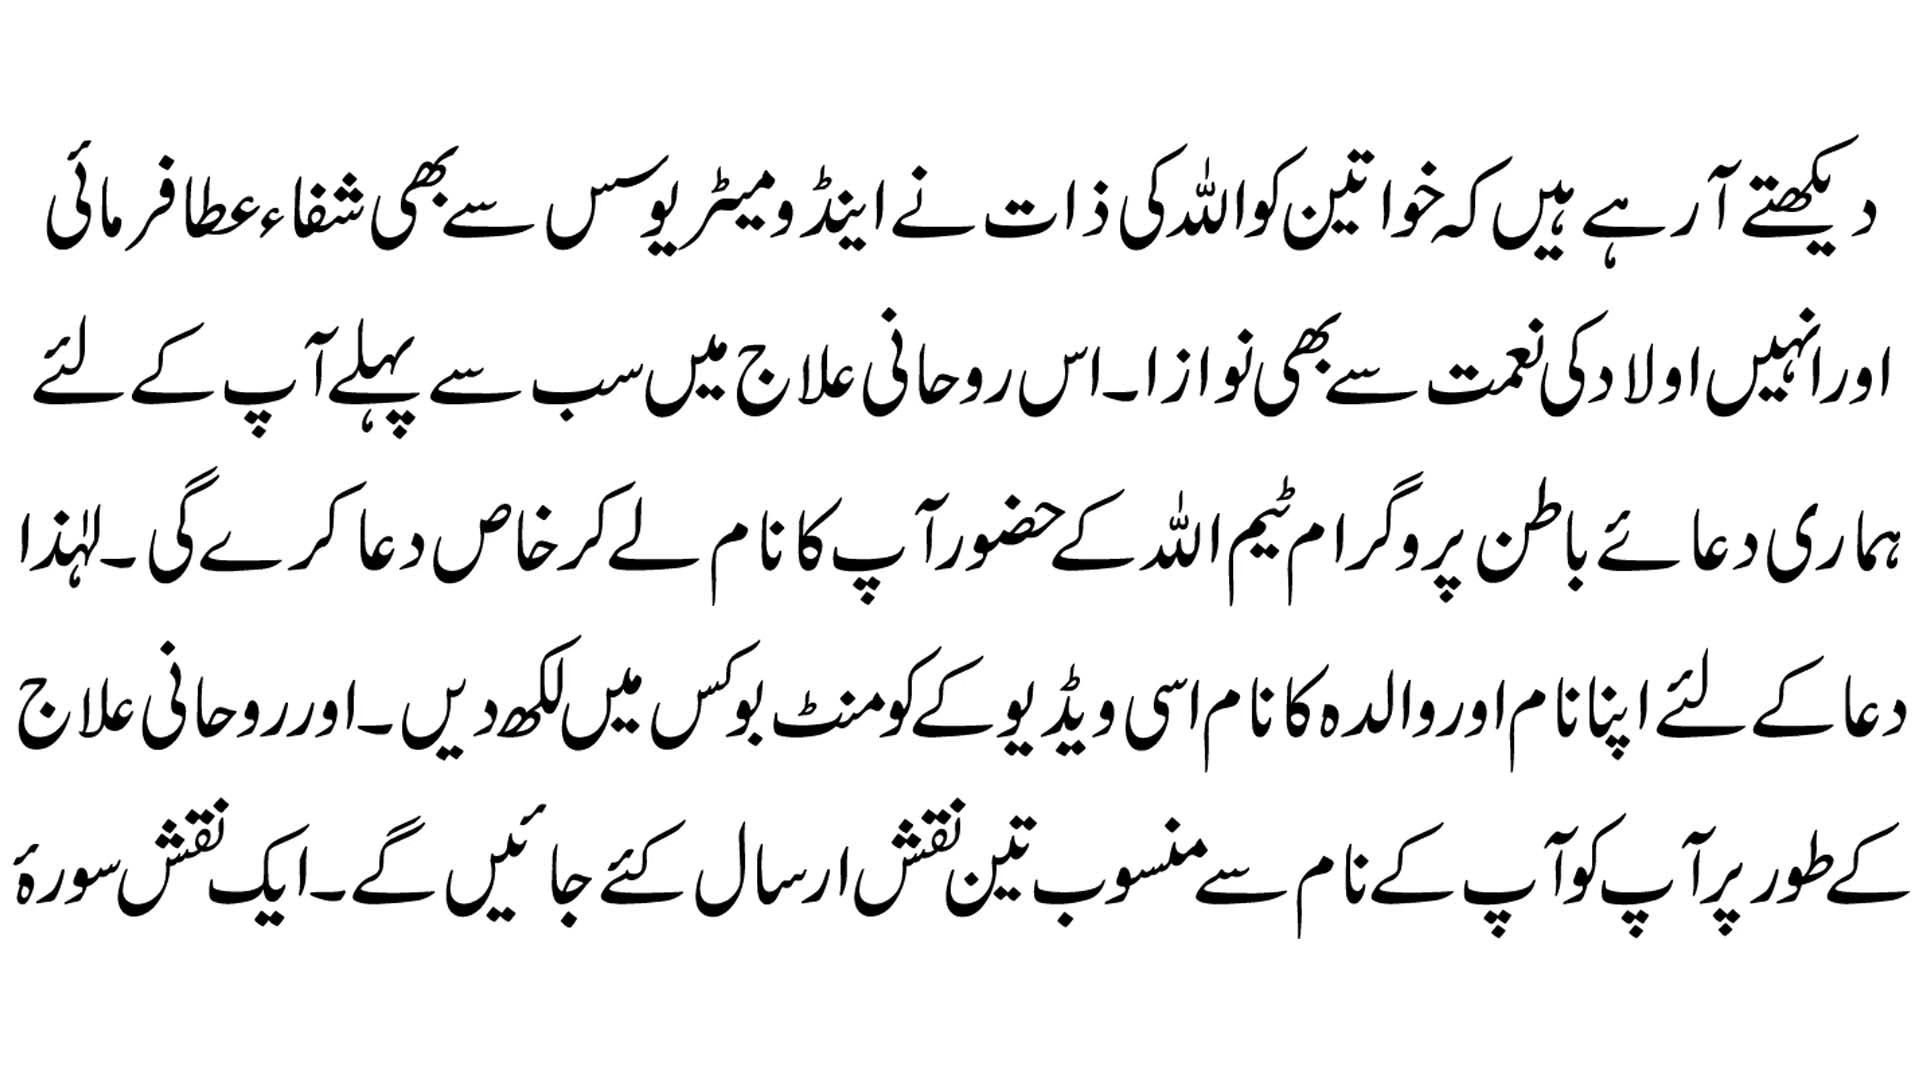 دیکھتے آرہے ہیں کہ خواتین کو اللہ کی ذات نے اینڈومیٹریوسس سے بھی شفاء عطا فرمائی
اور انہیں اولاد کی نعمت سے بھی نوازا۔ اس روحانی علاج میں سب سے پہلے آپ کے لئے
ہماری دعائے باطن پروگرام ٹیم اللہ کے حضور آپ کا نام لے کر خاص دعا کرے گی۔ لہٰذا
دعا کے لئے اپنا نام اور والدہ کا نام اسی ویڈیو کے کومنٹ بوکس میں لکھ دیں۔ اور روحانی علاج
کے طور پر آپ کو آپ کے نام سے منسوب تین نقش ارسال کئے جائیں گے۔ ایک نقش سورۂ